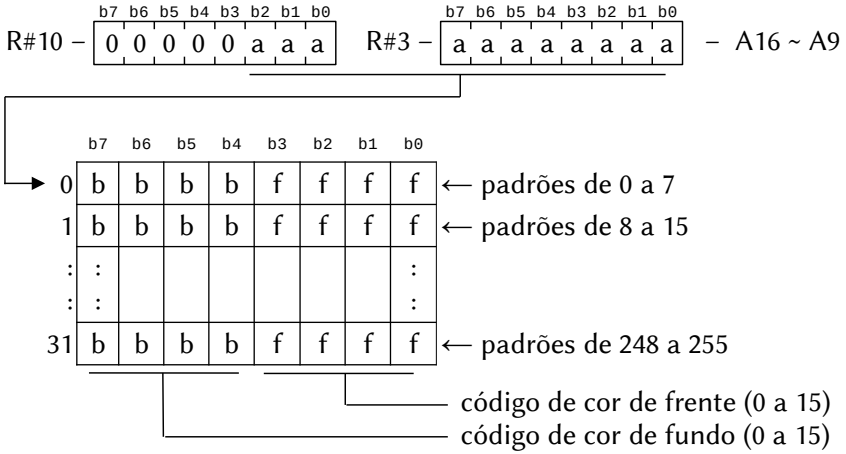 b7 b6 b5 b4 b3 b2 b1 b0 b7 b6 b5 b4 b3 b2 b1 b0
R#10 – 0 0 0 0 0 a a a R#3 – a a a a a a a a – A16 ~ A9
b7 b6 b5 b4 b3 b2 b1 b0
0 b b b b f f f f ← padrões de 0 a 7
1 b b b b f f f f ← padrões de 8 a 15
: : :
: : :
31 b b b b f f f f ← padrões de 248 a 255
código de cor de frente (0 a 15)
código de cor de fundo (0 a 15)